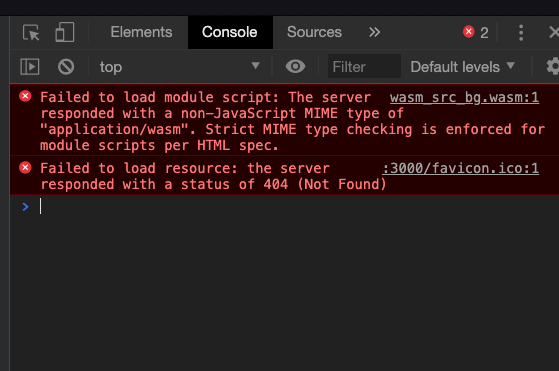 Elements Console Sources » 2
top Filter Default levels
Failed to load module script: The server wasm_src_bg.wasm:1
responded with a non-JavaScript MIME type of
"application/wasm". Strict MIME type checking is enforced for
module scripts per HTML spec.
Failed to load resource: the server :3000/favicon.ico:1
responded with a status of 404 (Not Found)